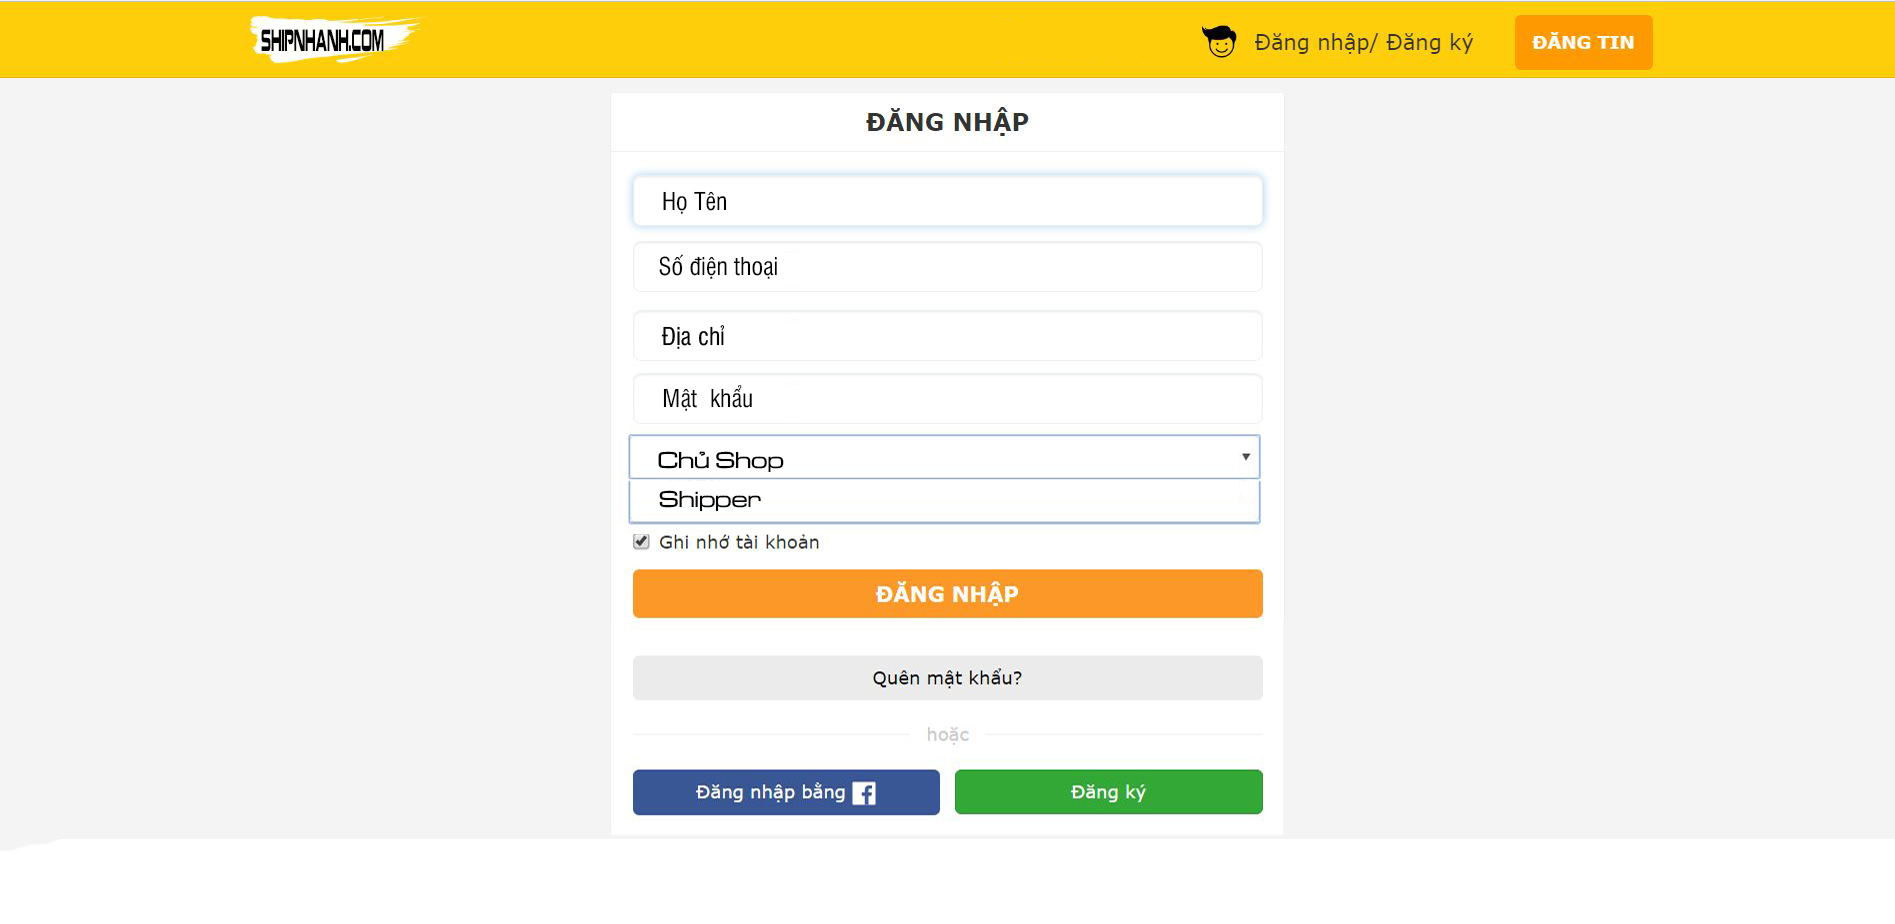 SHIPNHANH.COM
Đăng nhập/ Đăng ký
ĐĂNG TIN
ĐĂNG NHẬP
Họ Tên
Số điện thoại
Địa chỉ
Mật khẩu
Chủ Shop
Shipper
Ghi nhớ tài khoản
ĐĂNG NHẬP
Quên mật khẩu?
hoặc
Đăng nhập bằng
Đăng ký